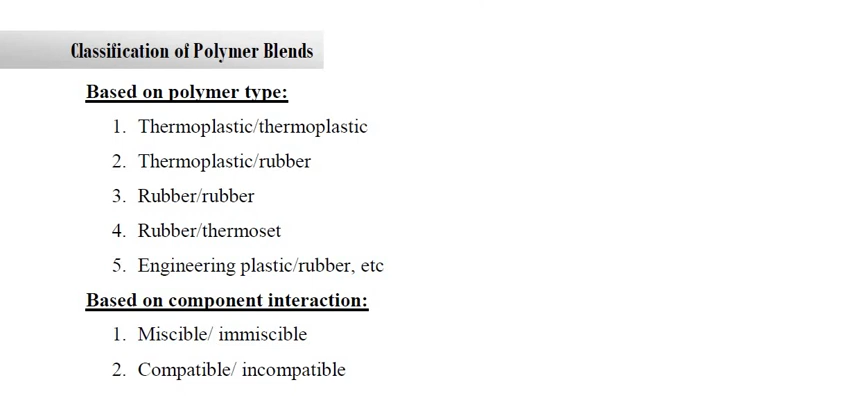 Classification of Polymer Blends
Based on polymer type:
1. Thermoplastic/thermoplastic
2. Thermoplastic/rubber
3. Rubber/rubber
4. Rubber/thermoset
5. Engineering plastic/rubber, etc
Based on component interaction:
1. Miscible/ immiscible
2. Compatible/ incompatible